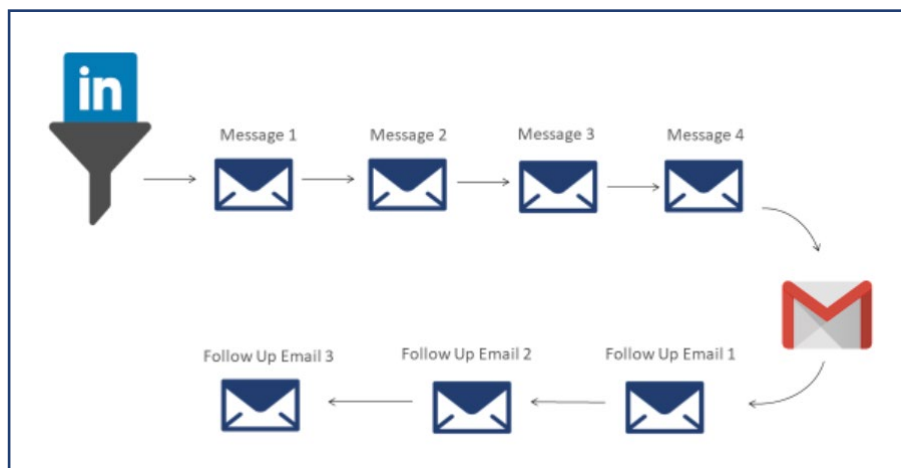 in
Message 1
Message 2
Message 3
Message 4
Follow Up Email 3
Follow Up Email 2
Follow Up Email 1